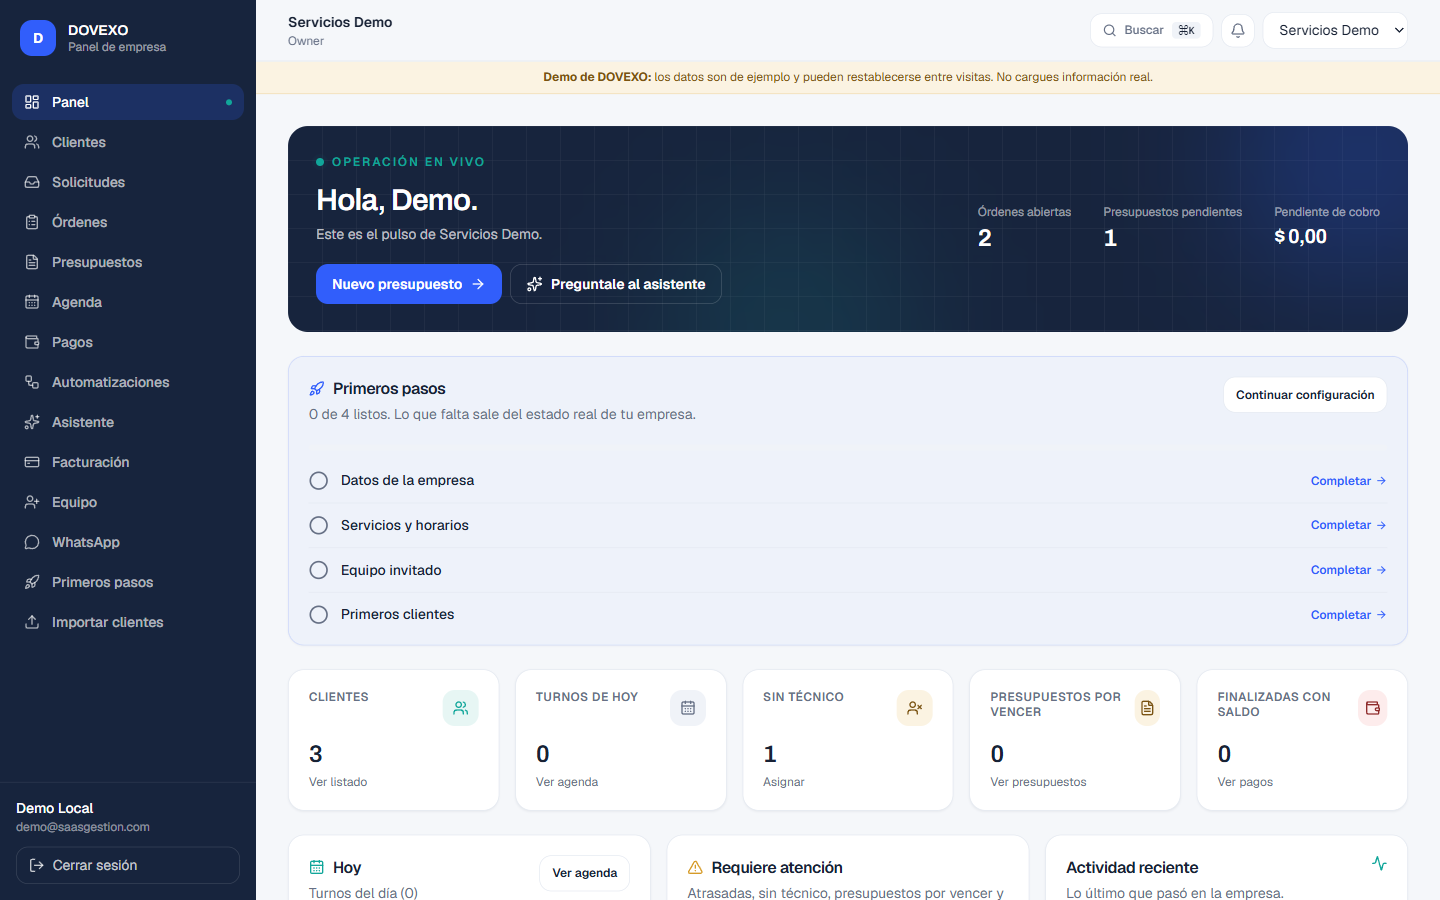 D
DOVEXO
Panel de empresa
Panel
Clientes
Solicitudes
Órdenes
Presupuestos
Agenda
Pagos
Automatizaciones
Asistente
Facturación
Equipo
WhatsApp
Primeros pasos
Importar clientes
Demo Local
demo@saasgestion.com
Cerrar sesión
Servicios Demo
Owner
Buscar ⌘K
Servicios Demo
Demo de DOVEXO: los datos son de ejemplo y pueden restablecerse entre visitas. No cargues información real.
OPERACIÓN EN VIVO
Hola, Demo.
Este es el pulso de Servicios Demo.
Nuevo presupuesto →
Preguntale al asistente
Órdenes abiertas
2
Presupuestos pendientes
1
Pendiente de cobro
$ 0,00
Primeros pasos
0 de 4 listos. Lo que falta sale del estado real de tu empresa.
Continuar configuración
Datos de la empresa
Completar →
Servicios y horarios
Completar →
Equipo invitado
Completar →
Primeros clientes
Completar →
CLIENTES
3
Ver listado
TURNOS DE HOY
0
Ver agenda
SIN TÉCNICO
1
Asignar
PRESUPUESTOS POR
VENCER
0
Ver presupuestos
FINALIZADAS CON
SALDO
0
Ver pagos
Hoy
Turnos del día (0)
Ver agenda
Requiere atención
Atrasadas, sin técnico, presupuestos por vencer y
Actividad reciente
Lo último que pasó en la empresa.